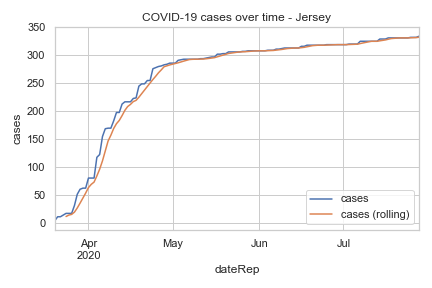 COVID-19 cases over time - Jersey
350
300
250
200
150
100
50
0
cases
Apr
2020
May
Jun
Jul
dateRep
cases
cases (rolling)